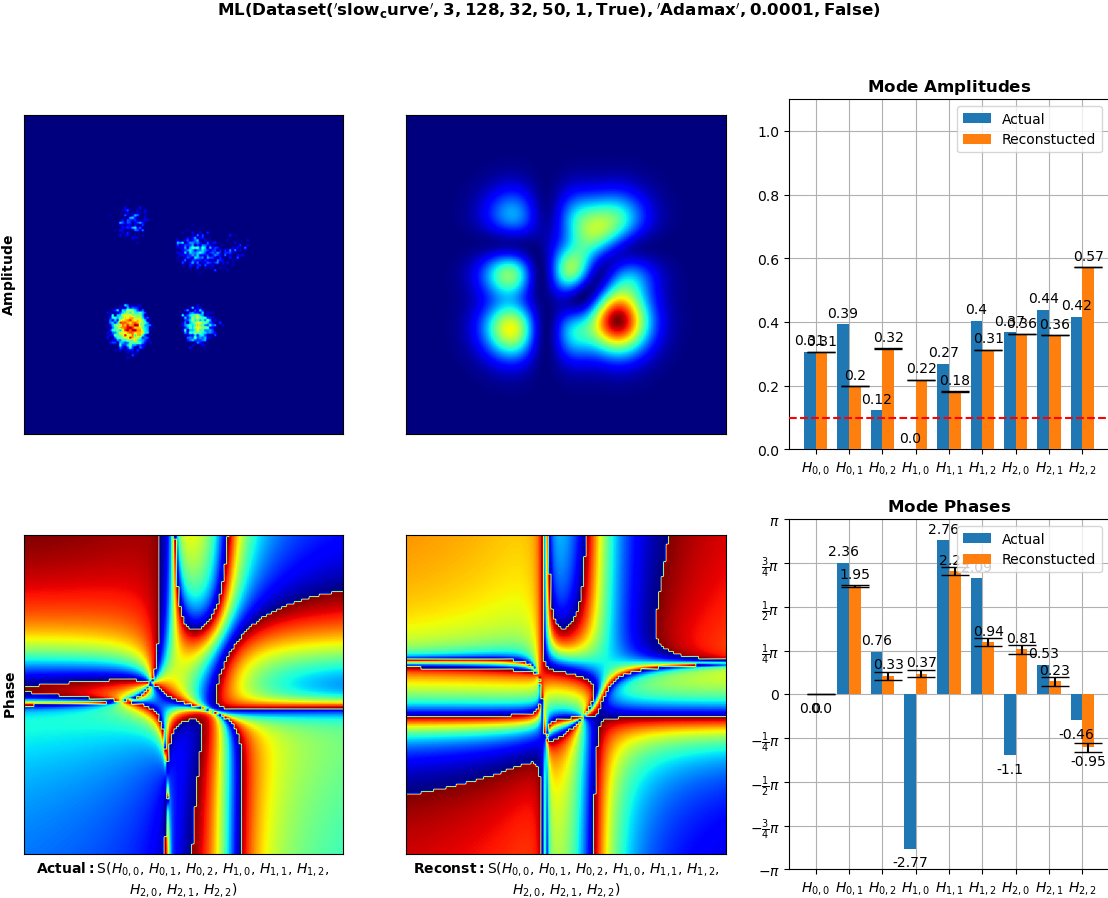 ML(Dataset('slow_curve', 3, 128, 32, 50, 1, True), 'Adamax', 0.0001, False)
Mode Amplitudes
Actual
Reconstucted
1.0
0.8
0.6
0.4
0.2
0.0
0.31 0.31 0.39 0.2 0.12 0.32 0.0 0.22 0.27 0.18 0.4 0.31 0.37 0.36 0.44 0.36 0.42 0.57
H0,0 H0,1 H0,2 H1,0 H1,1 H1,2 H2,0 H2,1 H2,2
Amplitude
Mode Phases
Actual
Reconstucted
π
3/4π
1/2π
1/4π
0
−1/4π
−1/2π
−3/4π
−π
0.0 0.0 2.36 1.95 0.76 0.33 -2.77 0.37 2.76 0.94 -1.1 0.81 0.53 0.23 -0.46 -0.95
H0,0 H0,1 H0,2 H1,0 H1,1 H1,2 H2,0 H2,1 H2,2
Phase
Actual: S(H0,0, H0,1, H0,2, H1,0, H1,1, H1,2,
H2,0, H2,1, H2,2)
Reconst: S(H0,0, H0,1, H0,2, H1,0, H1,1, H1,2,
H2,0, H2,1, H2,2)